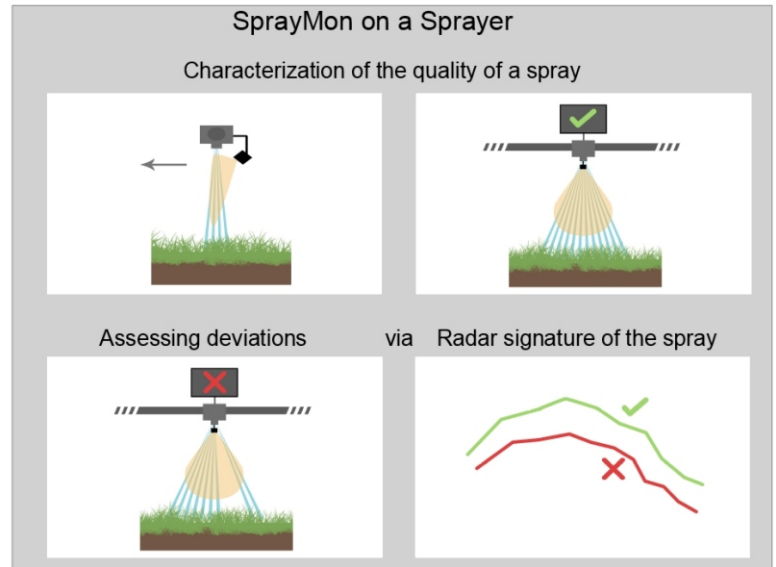 SprayMon on a Sprayer
Characterization of the quality of a spray
Assessing deviations via Radar signature of the spray